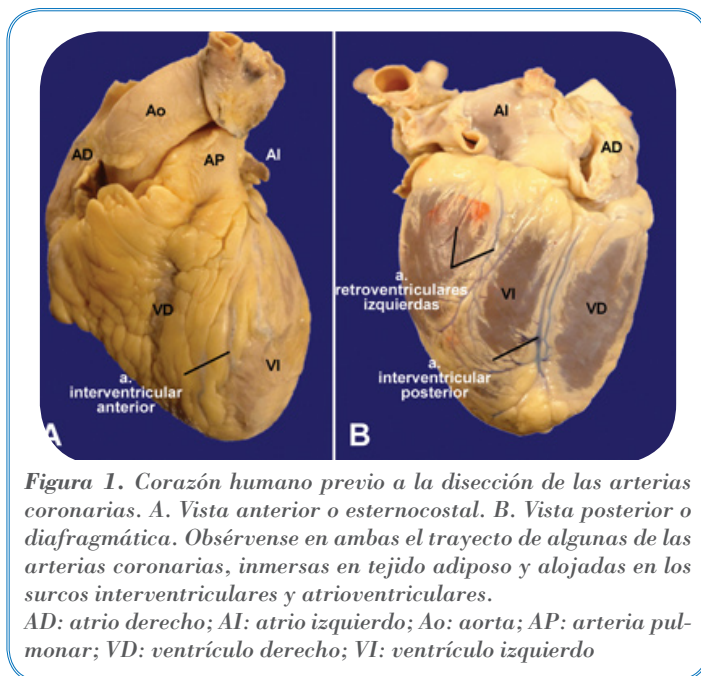 Ao
AD
AP
AI
VD
VI
a.
interventricular
anterior
A
AI
AD
a.
retroventriculares
izquierdas
VI
VD
a.
interventricular
posterior
B
Figura 1. Corazón humano previo a la disección de las arterias
coronarias. A. Vista anterior o esternocostal. B. Vista posterior o
diafragmática. Obsérvense en ambas el trayecto de algunas de las
arterias coronarias, inmersas en tejido adiposo y alojadas en los
surcos interventriculares y atrioventriculares.
AD: atrio derecho; AI: atrio izquierdo; Ao: aorta; AP: arteria pul-
monar; VD: ventrículo derecho; VI: ventrículo izquierdo